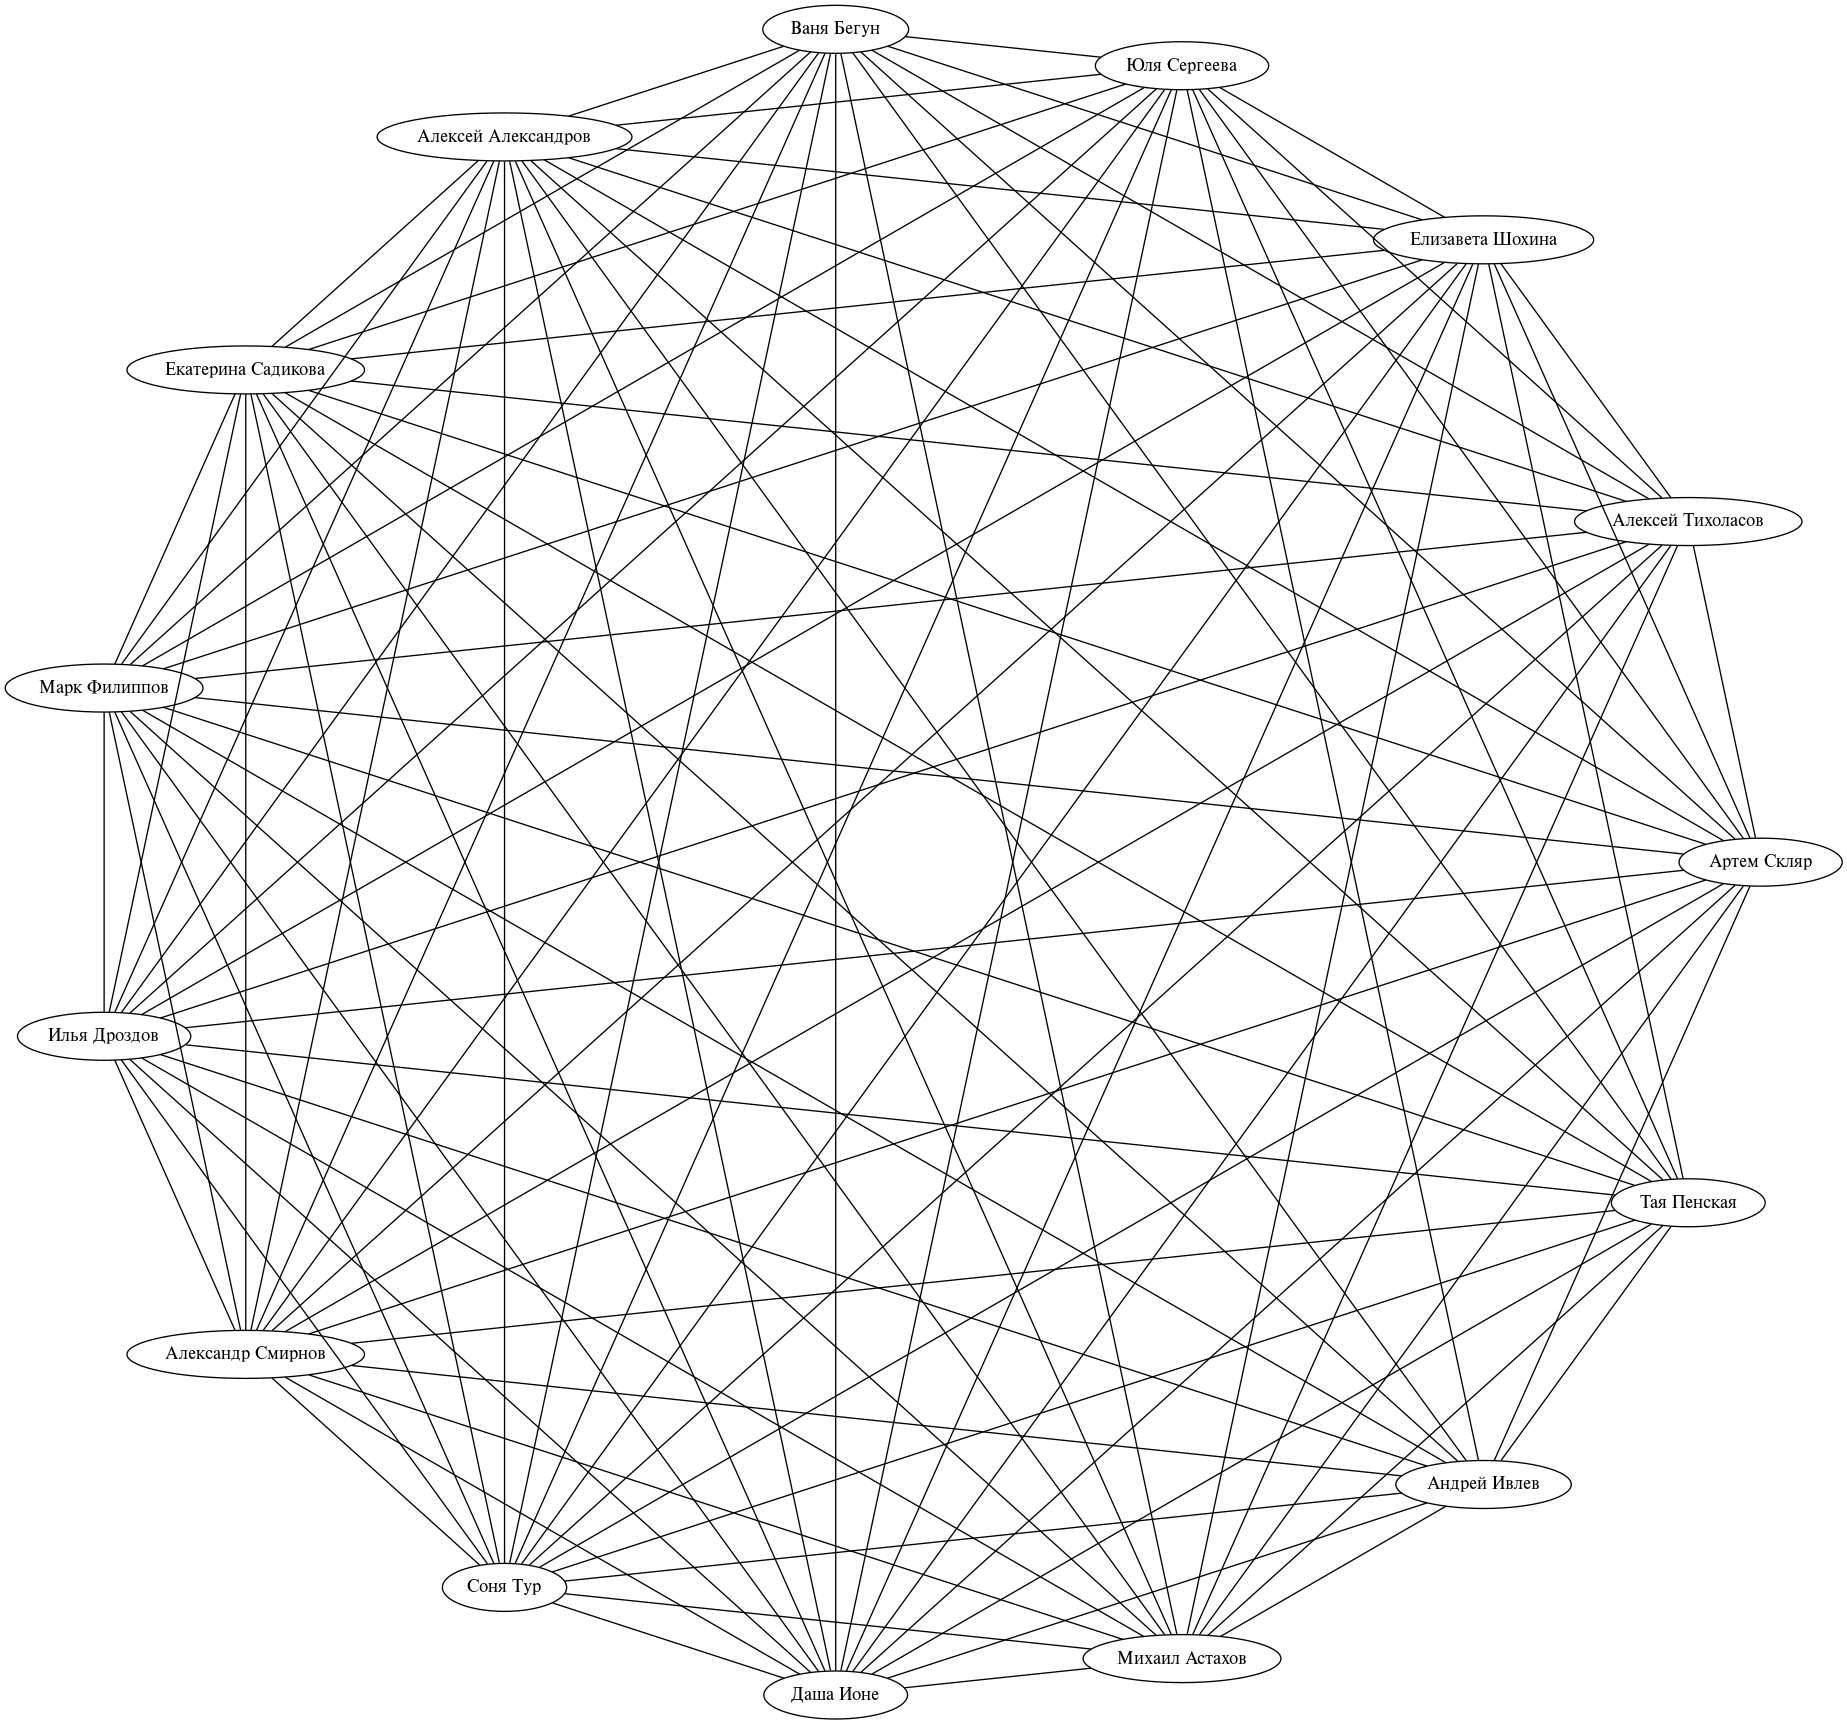 Ваня Бегун
Юля Сергеева
Алексей Александров
Елизавета Шохина
Екатерина Садикова
Алексей Тихоласов
Марк Филиппов
Артем Скляр
Илья Дроздов
Тая Пенская
Александр Смирнов
Андрей Ивлев
Соня Тур
Михаил Астахов
Даша Ионе